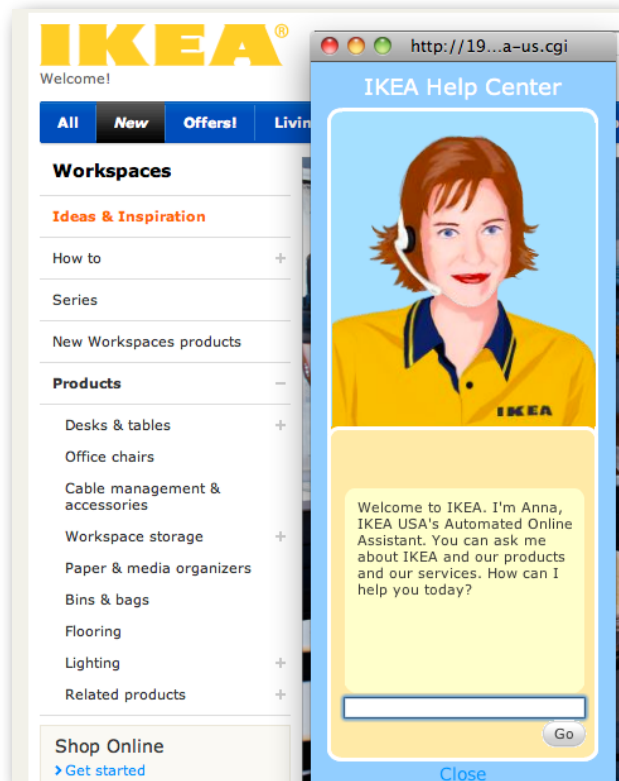 IKEA®
Welcome!
All New Offers! Livin
Workspaces
Ideas & Inspiration
How to +
Series
New Workspaces products
Products −
Desks & tables +
Office chairs
Cable management &
accessories
Workspace storage +
Paper & media organizers
Bins & bags
Flooring
Lighting +
Related products +
Shop Online
Get started
http://19...a-us.cgi
IKEA Help Center
IKEA
Welcome to IKEA. I'm Anna,
IKEA USA's Automated Online
Assistant. You can ask me
about IKEA and our products
and our services. How can I
help you today?
Go
Close